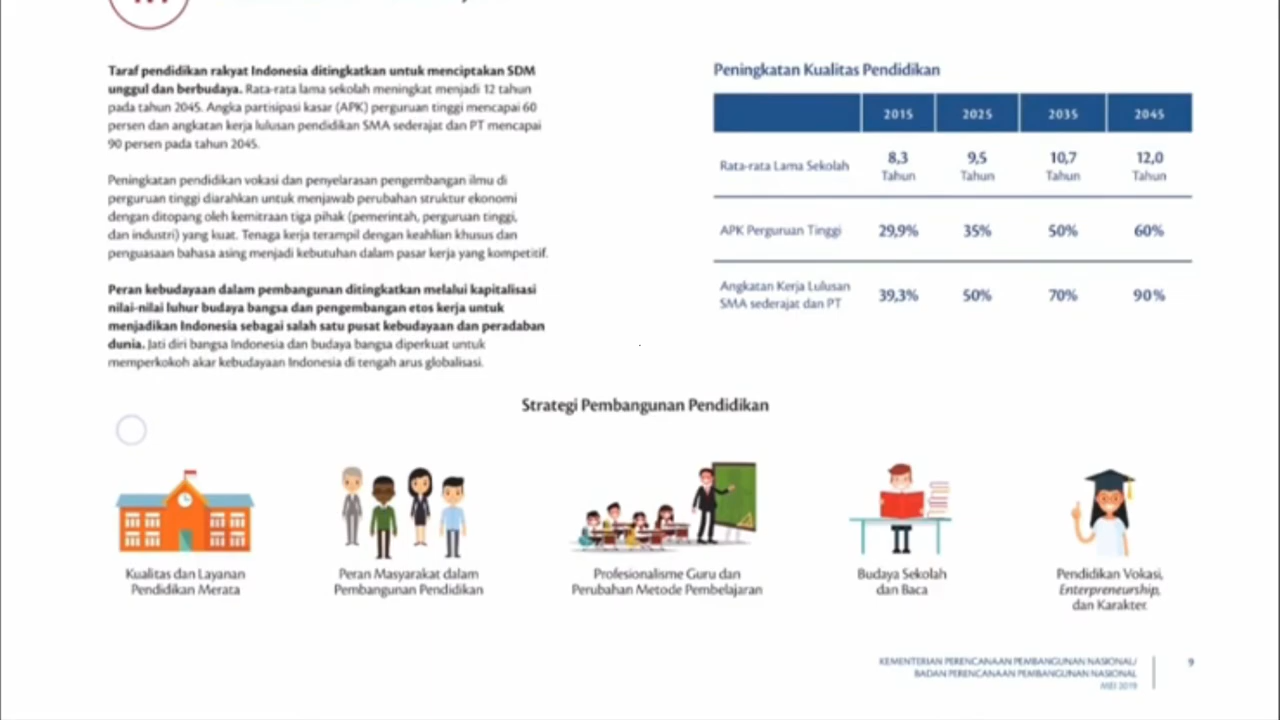 Taraf pendidikan rakyat Indonesia ditingkatkan untuk menciptakan SDM
unggul dan berbudaya. Rata-rata lama sekolah meningkat menjadi 12 tahun
pada tahun 2045. Angka partisipasi kasar (APK) perguruan tinggi mencapai 60
persen dan angkatan kerja lulusan pendidikan SMA sederajat dan PT mencapai
90 persen pada tahun 2045.
Peningkatan pendidikan vokasi dan penyelarasan pengembangan ilmu di
perguruan tinggi diarahkan untuk menjawab perubahan struktur ekonomi
dengan ditopang oleh kemitraan tiga pihak (pemerintah, perguruan tinggi,
dan industri) yang kuat. Tenaga kerja terampil dengan keahlian khusus dan
penguasaan bahasa asing menjadi kebutuhan dalam pasar kerja yang kompetitif.
Peran kebudayaan dalam pembangunan ditingkatkan melalui kapitalisasi
nilai-nilai luhur budaya bangsa dan pengembangan etos kerja untuk
menjadikan Indonesia sebagai salah satu pusat kebudayaan dan peradaban
dunia. Jati diri bangsa Indonesia dan budaya bangsa diperkuat untuk
memperkokoh akar kebudayaan Indonesia di tengah arus globalisasi.
Peningkatan Kualitas Pendidikan
2015 2025 2035 2045
Rata-rata Lama Sekolah 8,3 Tahun 9,5 Tahun 10,7 Tahun 12,0 Tahun
APK Perguruan Tinggi 29,9% 35% 50% 60%
Angkatan Kerja Lulusan
SMA sederajat dan PT 39,3% 50% 70% 90%
Strategi Pembangunan Pendidikan
Kualitas dan Layanan
Pendidikan Merata
Peran Masyarakat dalam
Pembangunan Pendidikan
Profesionalisme Guru dan
Perubahan Metode Pembelajaran
Budaya Sekolah
dan Baca
Pendidikan Vokasi,
Enterpreneurship,
dan Karakter
KEMENTERIAN PERENCANAAN PEMBANGUNAN NASIONAL/
BADAN PERENCANAAN PEMBANGUNAN NASIONAL
MEI 2019
9